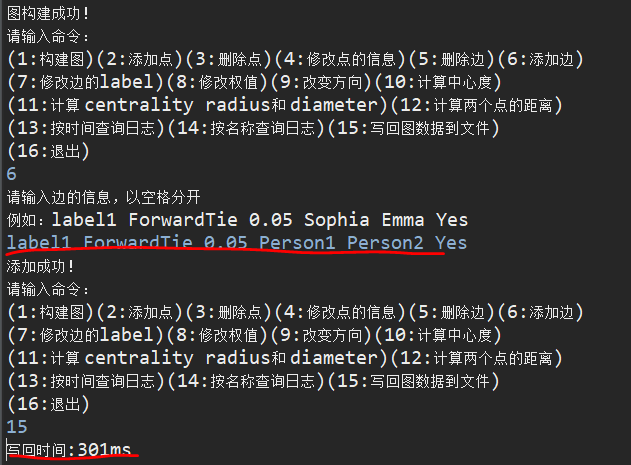 图构建成功!
请输入命令:
(1:构建图)(2:添加点)(3:删除点)(4:修改点的信息)(5:删除边)(6:添加边)
(7:修改边的label)(8:修改权值)(9:改变方向)(10:计算中心度)
(11:计算 centrality radius和 diameter)(12:计算两个点的距离)
(13:按时间查询日志)(14:按名称查询日志)(15:写回图数据到文件)
(16:退出)
6
请输入边的信息，以空格分开
例如: label1 ForwardTie 0.05 Sophia Emma Yes
label1 ForwardTie 0.05 Person1 Person2 Yes
添加成功!
请输入命令:
(1:构建图)(2:添加点)(3:删除点)(4:修改点的信息)(5:删除边)(6:添加边)
(7:修改边的label)(8:修改权值)(9:改变方向)(10:计算中心度)
(11:计算 centrality radius和 diameter)(12:计算两个点的距离)
(13:按时间查询日志)(14:按名称查询日志)(15:写回图数据到文件)
(16:退出)
15
写回时间:301ms